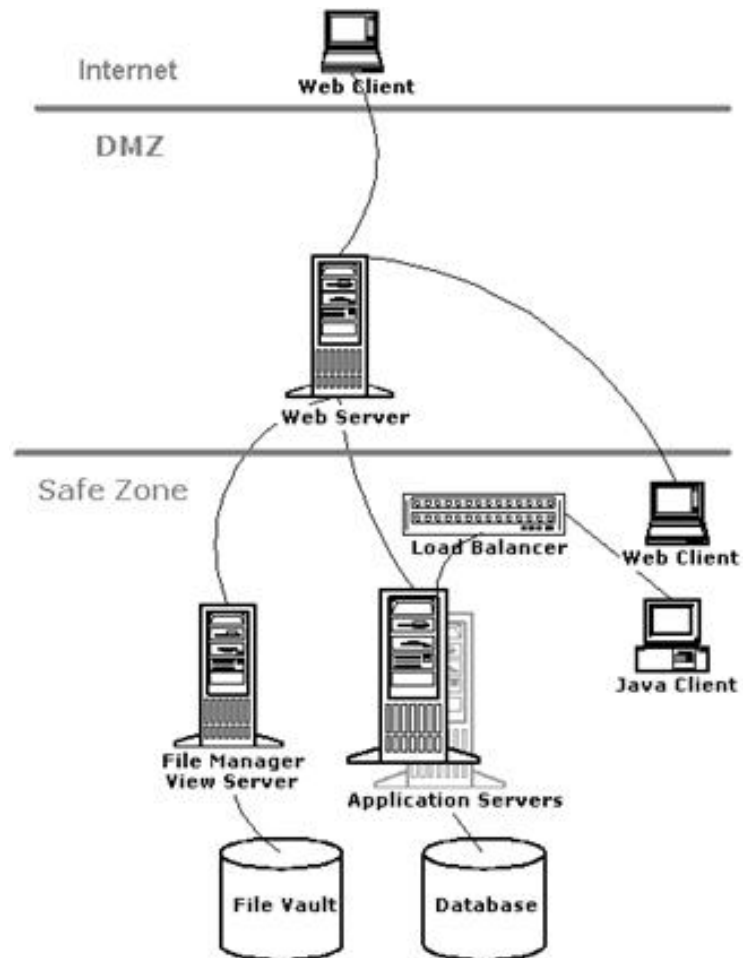 Internet
Web Client
DMZ
Web Server
Safe Zone
Load Balancer
Web Client
Java Client
File Manager
View Server
Application Servers
File Vault
Database